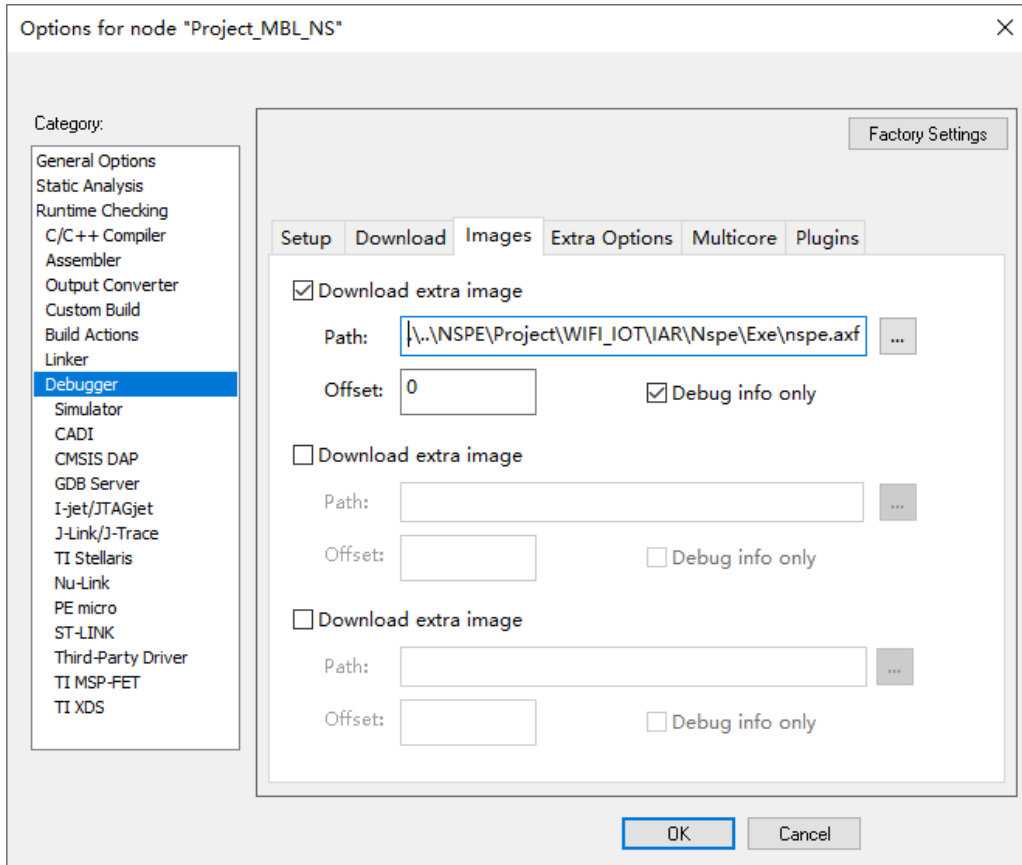 Options for node "Project_MBL_NS"
Category:
Factory Settings
General Options
Static Analysis
Runtime Checking
C/C++ Compiler
Assembler
Output Converter
Custom Build
Build Actions
Linker
Debugger
Simulator
CADI
CMSIS DAP
GDB Server
I-jet/JTAGjet
J-Link/J-Trace
TI Stellaris
Nu-Link
PE micro
ST-LINK
Third-Party Driver
TI MSP-FET
TI XDS
Setup Download Images Extra Options Multicore Plugins
Download extra image
Path: .\..\NSPE\Project\WIFI_IOT\IAR\Nspe\Exe\nspe.axf ...
Offset: 0 Debug info only
Download extra image
Path: ...
Offset: Debug info only
Download extra image
Path: ...
Offset: Debug info only
OK Cancel